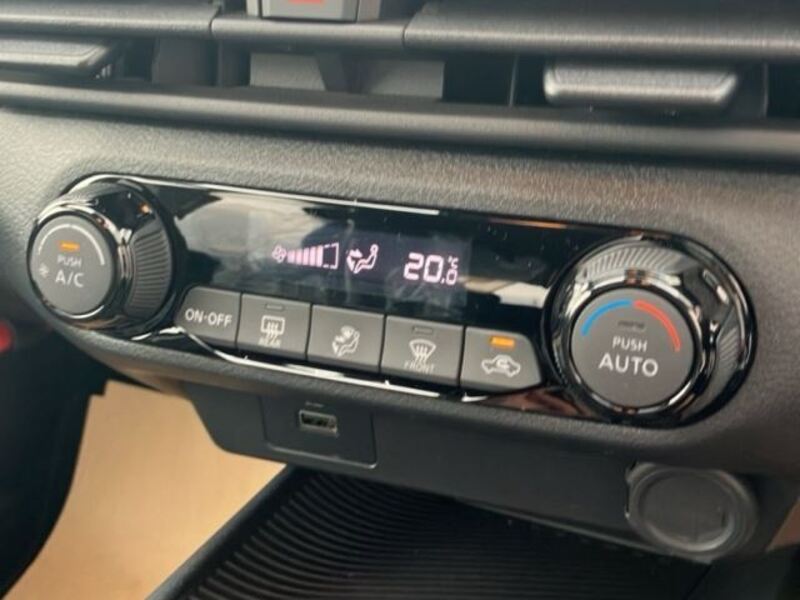 20.0
°C
PUSH
A/C
ON·OFF
REAR
FRONT
PUSH
AUTO